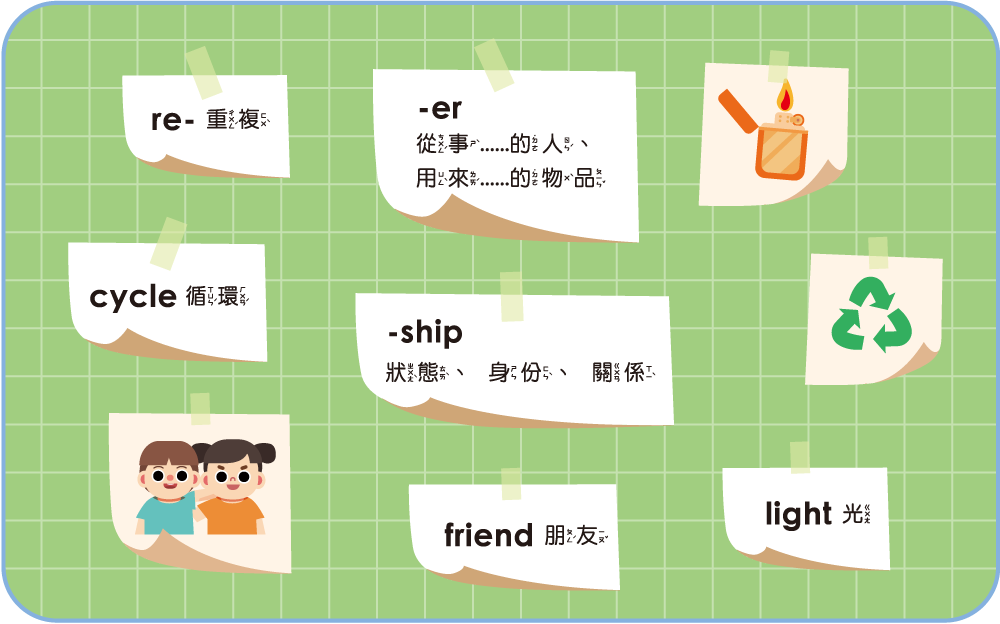 re- 重複
-er
從事……的人、
用來……的物品
cycle 循環
-ship
狀態、 身份、 關係
friend 朋友
light 光